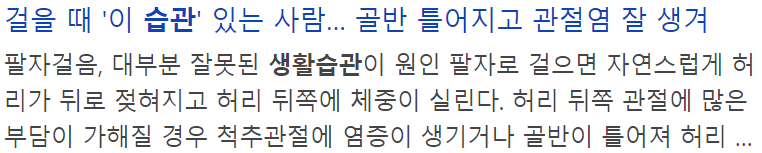 걸을 때 '이 습관' 있는 사람... 골반 틀어지고 관절염 잘 생겨
팔자걸음, 대부분 잘못된 생활습관이 원인 팔자로 걸으면 자연스럽게 허
리가 뒤로 젖혀지고 허리 뒤쪽에 체중이 실린다. 허리 뒤쪽 관절에 많은
부담이 가해질 경우 척추관절에 염증이 생기거나 골반이 틀어져 허리 ...